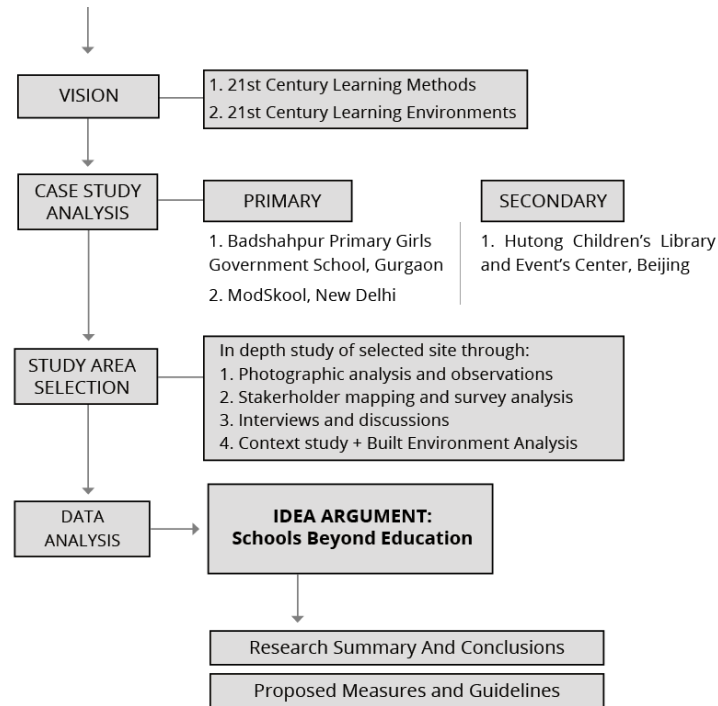 VISION
1. 21st Century Learning Methods
2. 21st Century Learning Environments
CASE STUDY
ANALYSIS
PRIMARY
1. Badshahpur Primary Girls
Government School, Gurgaon
2. ModSkool, New Delhi
SECONDARY
1. Hutong Children's Library
and Event's Center, Beijing
STUDY AREA
SELECTION
In depth study of selected site through:
1. Photographic analysis and observations
2. Stakerholder mapping and survey analysis
3. Interviews and discussions
4. Context study + Built Environment Analysis
DATA
ANALYSIS
IDEA ARGUMENT:
Schools Beyond Education
Research Summary And Conclusions
Proposed Measures and Guidelines